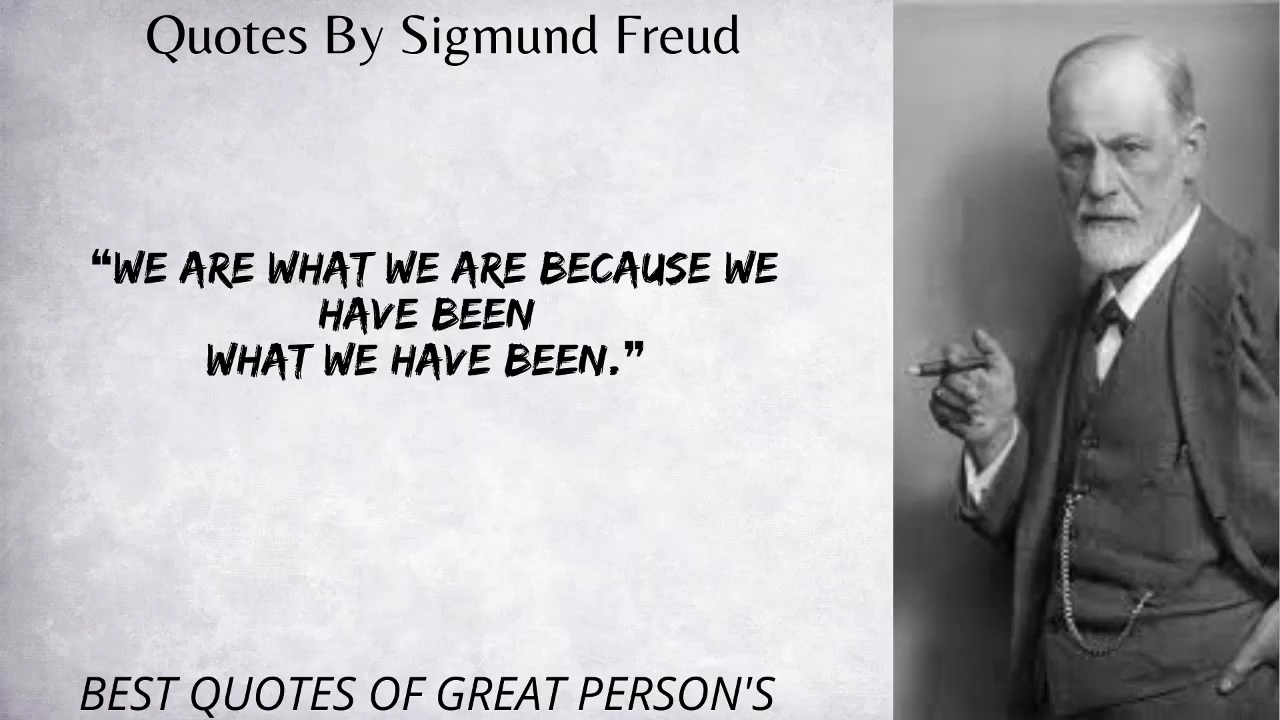 Quotes By Sigmund Freud
❝WE ARE WHAT WE ARE BECAUSE WE
HAVE BEEN
WHAT WE HAVE BEEN.❞
BEST QUOTES OF GREAT PERSON'S